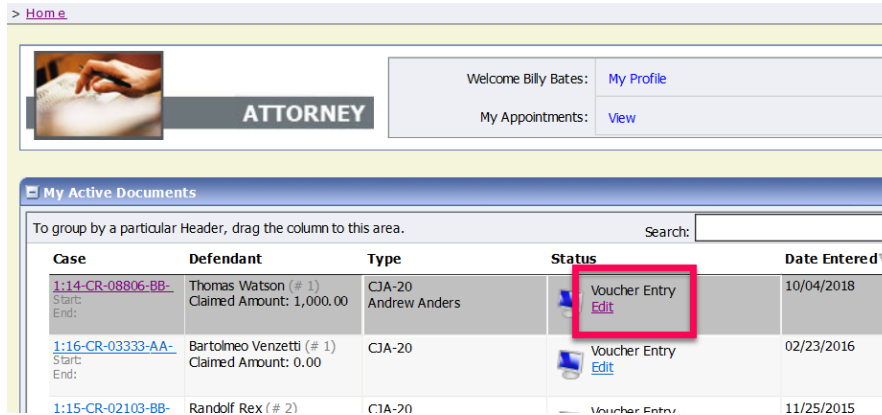 > Home
ATTORNEY
Welcome Billy Bates: My Profile
My Appointments: View
My Active Documents
To group by a particular Header, drag the column to this area. Search:
Case Defendant Type Status Date Entered
1:14-CR-08806-BB- Thomas Watson (# 1) CJA-20 Voucher Entry 10/04/2018
Start: Claimed Amount: 1,000.00 Andrew Anders Edit
End:
1:16-CR-03333-AA- Bartolmeo Venzetti (# 1) CJA-20 Voucher Entry 02/23/2016
Start: Claimed Amount: 0.00 Edit
End:
1:15-CR-02103-BB- Randolf Rex (# 2) CJA-20 Voucher Entry 11/25/2015